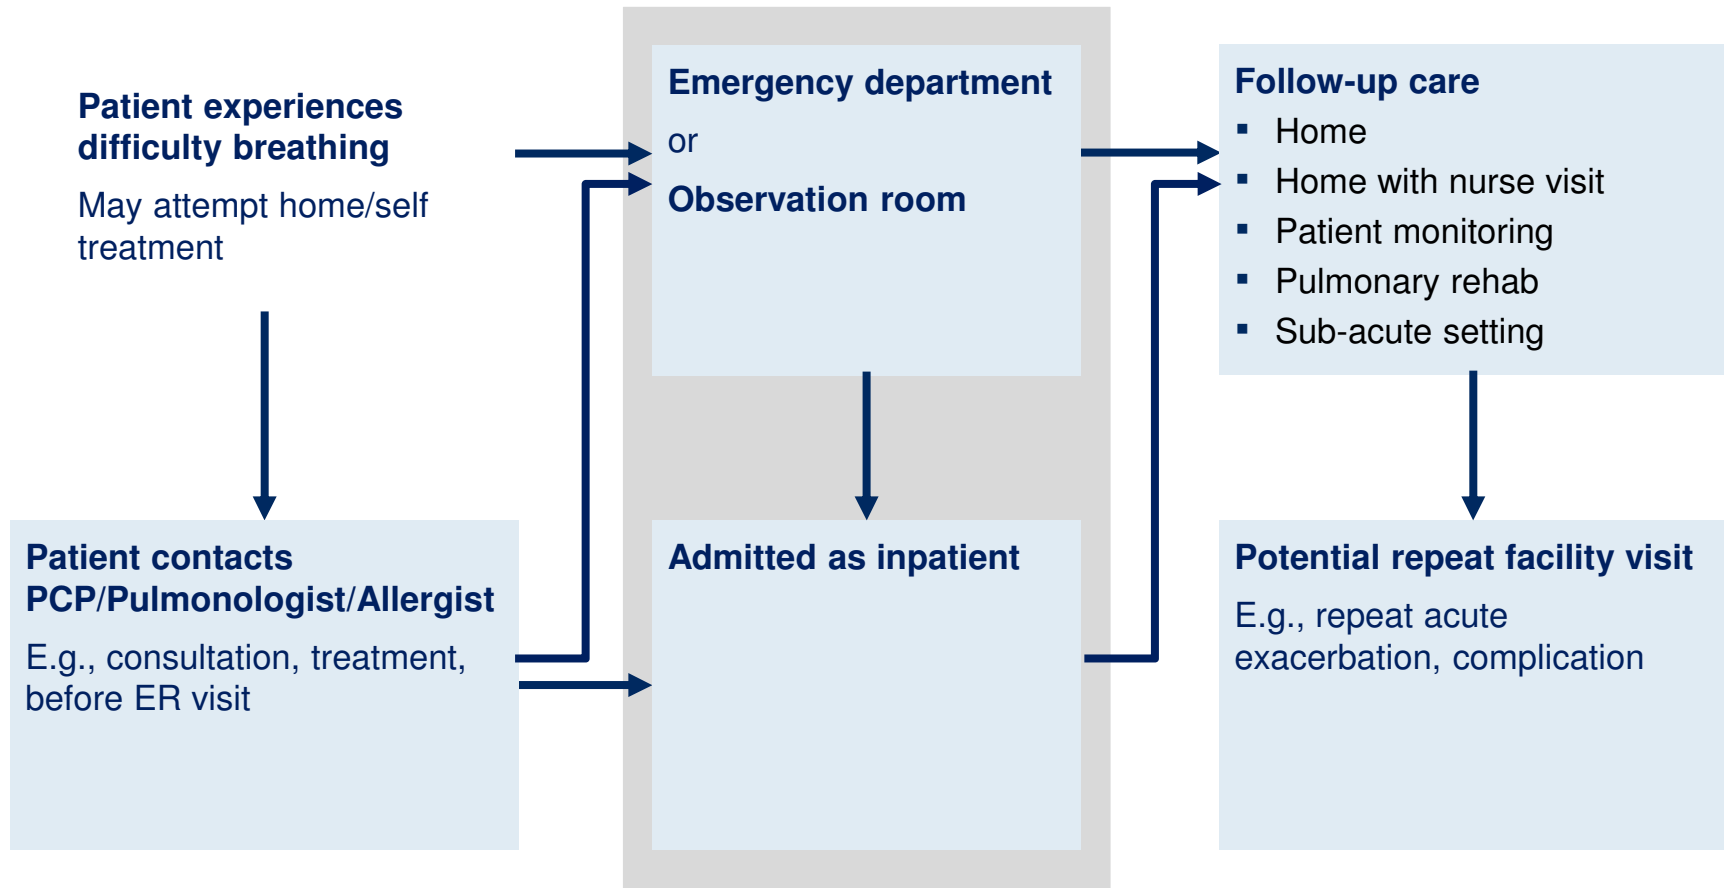 Patient experiences
difficulty breathing
May attempt home/self
treatment
Patient contacts
PCP/Pulmonologist/Allergist
E.g., consultation, treatment,
before ER visit
Emergency department
or
Observation room
Admitted as inpatient
Follow-up care
▪ Home
▪ Home with nurse visit
▪ Patient monitoring
▪ Pulmonary rehab
▪ Sub-acute setting
Potential repeat facility visit
E.g., repeat acute
exacerbation, complication